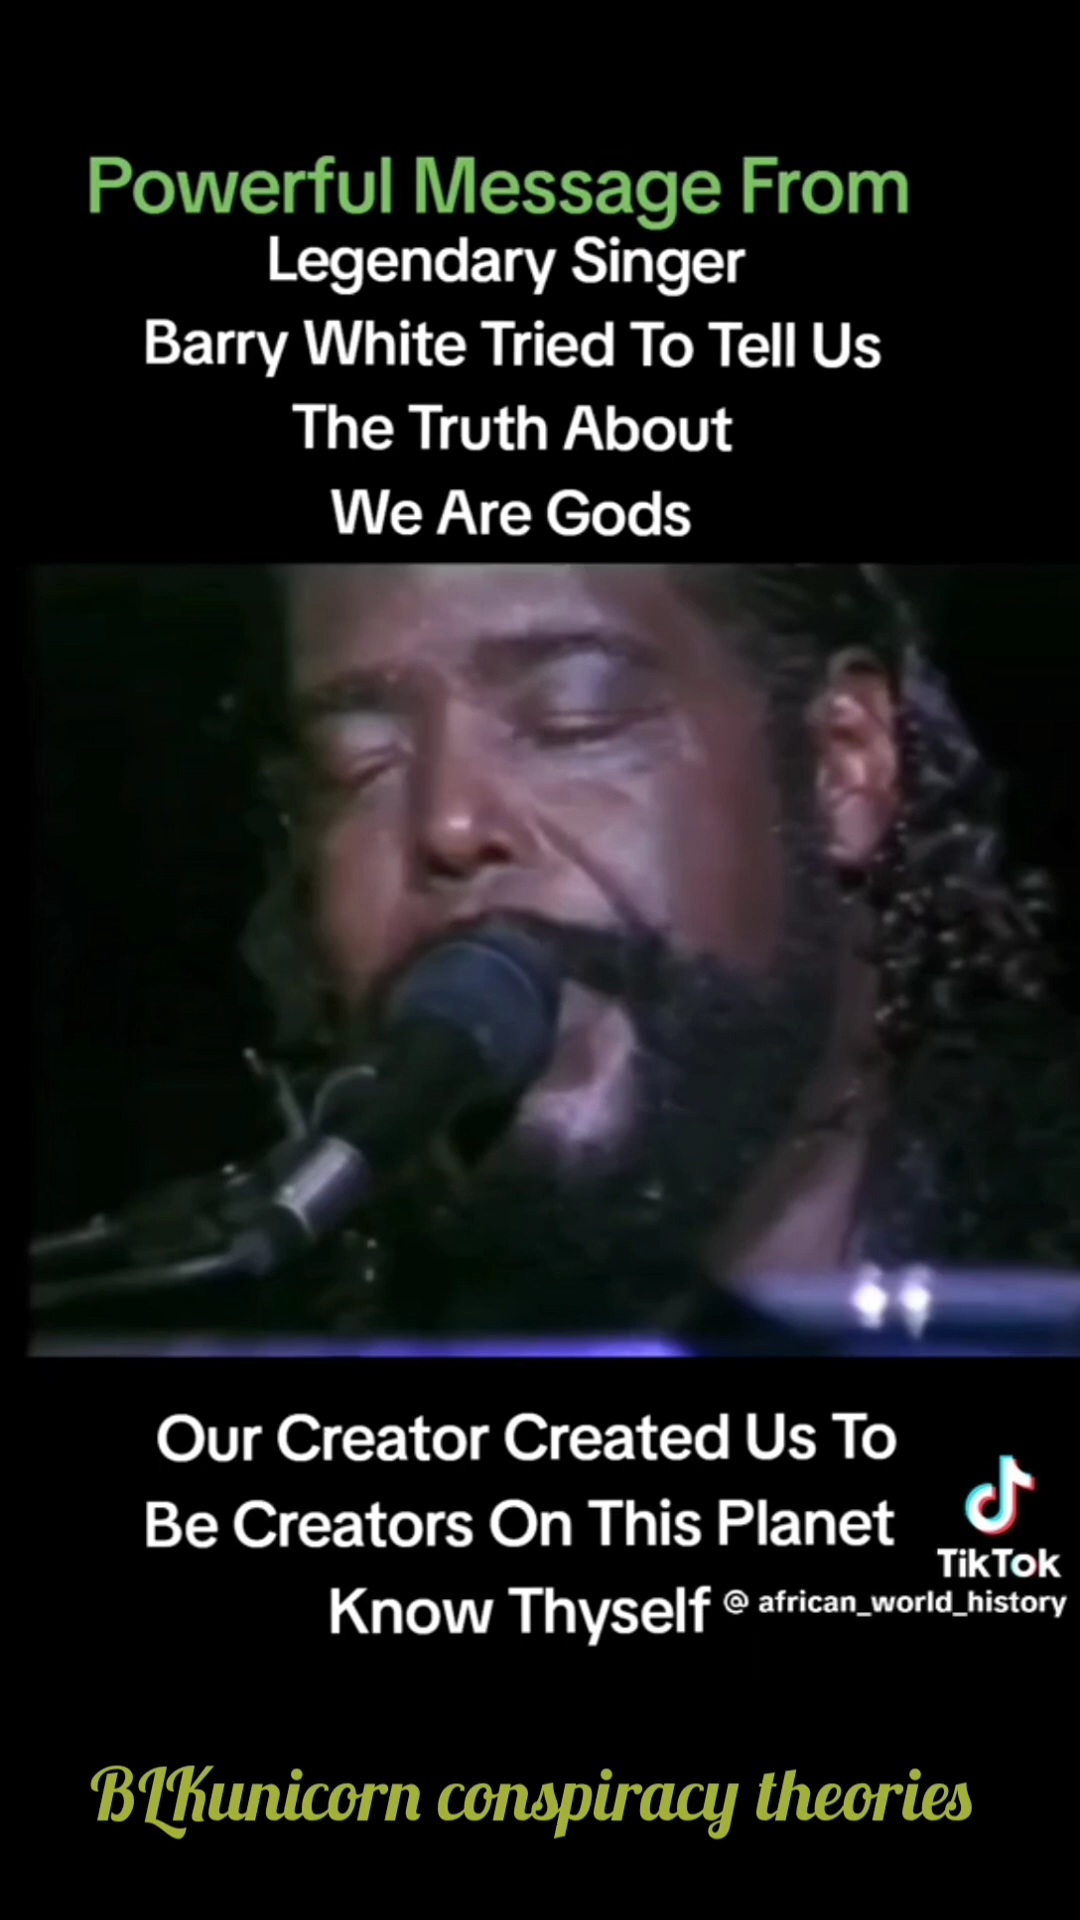 Powerful Message From
Legendary Singer
Barry White Tried To Tell Us
The Truth About
We Are Gods
Our Creator Created Us To
Be Creators On This Planet
Know Thyself
TikTok
@ african_world_history
BLKunicorn conspiracy theories